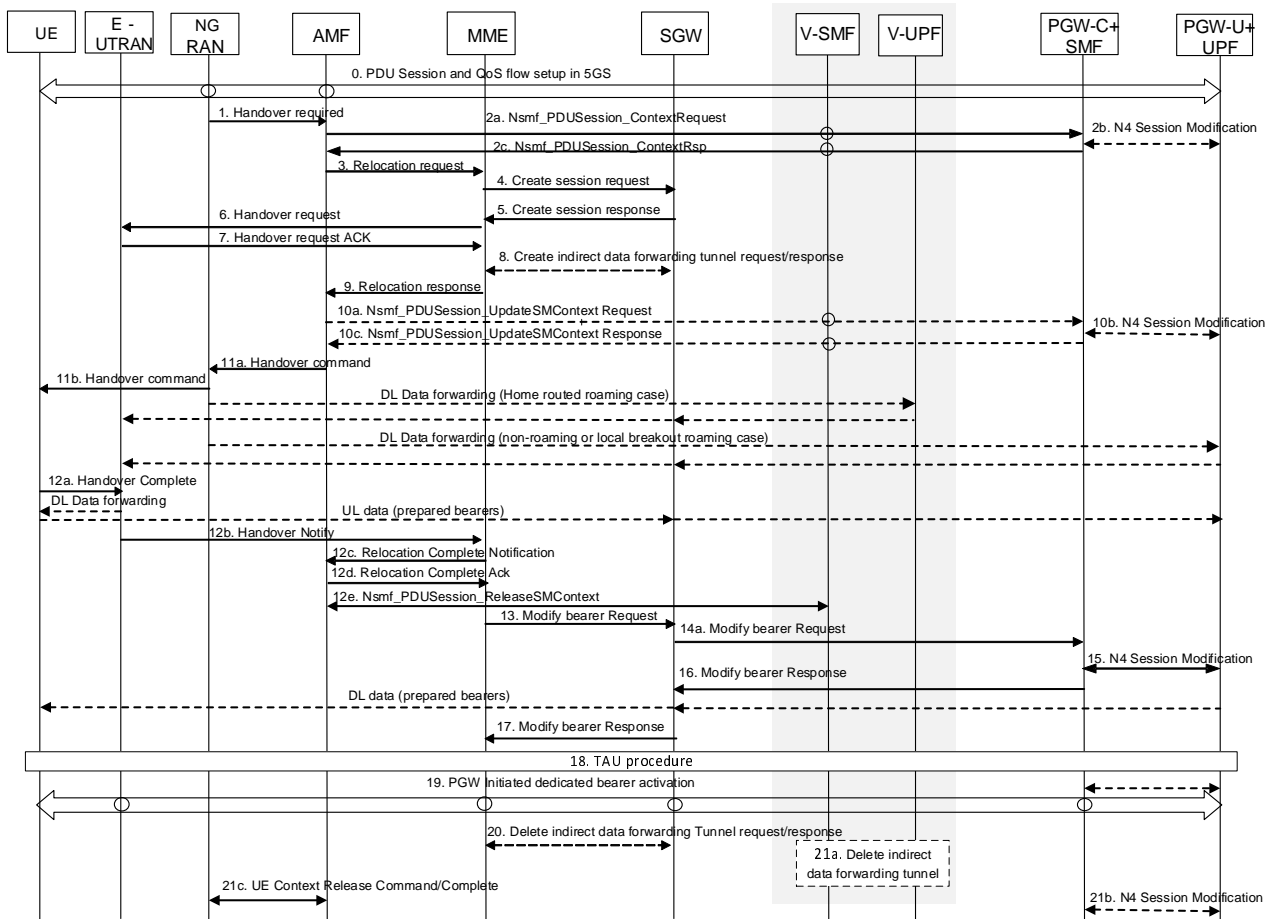 UE
E -
UTRAN
NG
RAN
AMF
MME
SGW
V-SMF
V-UPF
PGW-C+
SMF
PGW-U+
UPF
0. PDU Session and QoS flow setup in 5GS
1. Handover required
2a. Nsmf_PDUSession_ContextRequest
2b. N4 Session Modification
2c. Nsmf_PDUSession_ContextRsp
3. Relocation request
4. Create session request
5. Create session response
6. Handover request
7. Handover request ACK
8. Create indirect data forwarding tunnel request/response
9. Relocation response
10a. Nsmf_PDUSession_UpdateSMContext Request
10b. N4 Session Modification
10c. Nsmf_PDUSession_UpdateSMContext Response
11a. Handover command
11b. Handover command
DL Data forwarding (Home routed roaming case)
DL Data forwarding (non-roaming or local breakout roaming case)
12a. Handover Complete
DL Data forwarding
UL data (prepared bearers)
12b. Handover Notify
12c. Relocation Complete Notification
12d. Relocation Complete Ack
12e. Nsmf_PDUSession_ReleaseSMContext
13. Modify bearer Request
14a. Modify bearer Request
15. N4 Session Modification
16. Modify bearer Response
DL data (prepared bearers)
17. Modify bearer Response
18. TAU procedure
19. PGW Initiated dedicated bearer activation
20. Delete indirect data forwarding Tunnel request/response
21a. Delete indirect
data forwarding tunnel
21c. UE Context Release Command/Complete
21b. N4 Session Modification